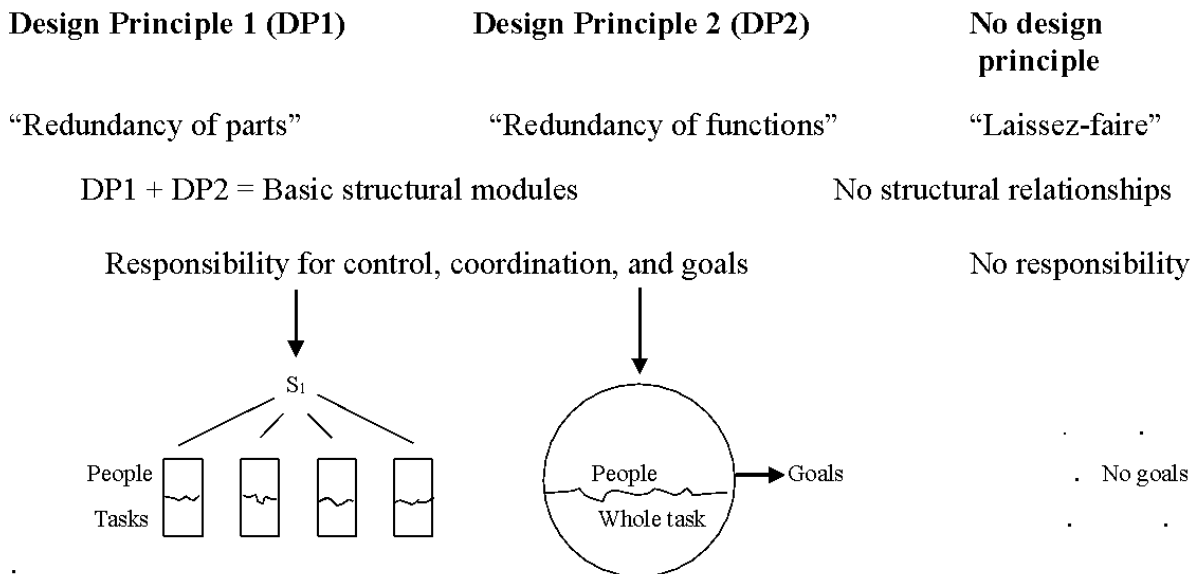 Design Principle 1 (DP1) Design Principle 2 (DP2) No design
principle
“Redundancy of parts” “Redundancy of functions” “Laissez-faire”
DP1 + DP2 = Basic structural modules No structural relationships
Responsibility for control, coordination, and goals No responsibility
S1
People People Goals No goals
Tasks Whole task